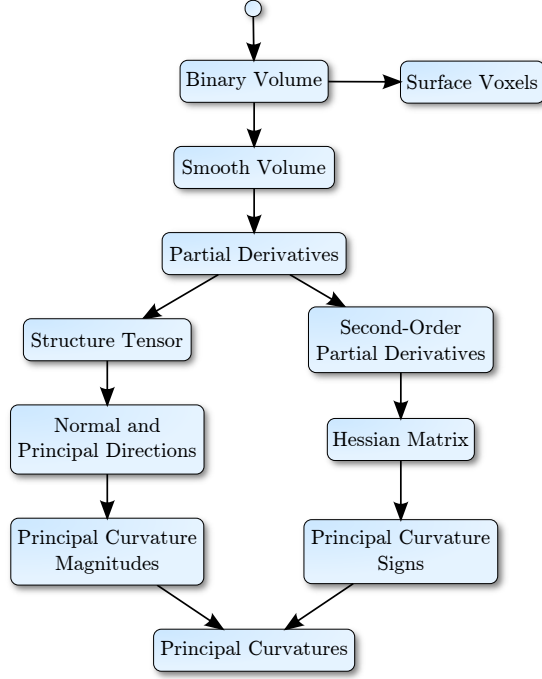 Binary Volume
Surface Voxels
Smooth Volume
Partial Derivatives
Structure Tensor
Second-Order
Partial Derivatives
Normal and
Principal Directions
Hessian Matrix
Principal Curvature
Magnitudes
Principal Curvature
Signs
Principal Curvatures